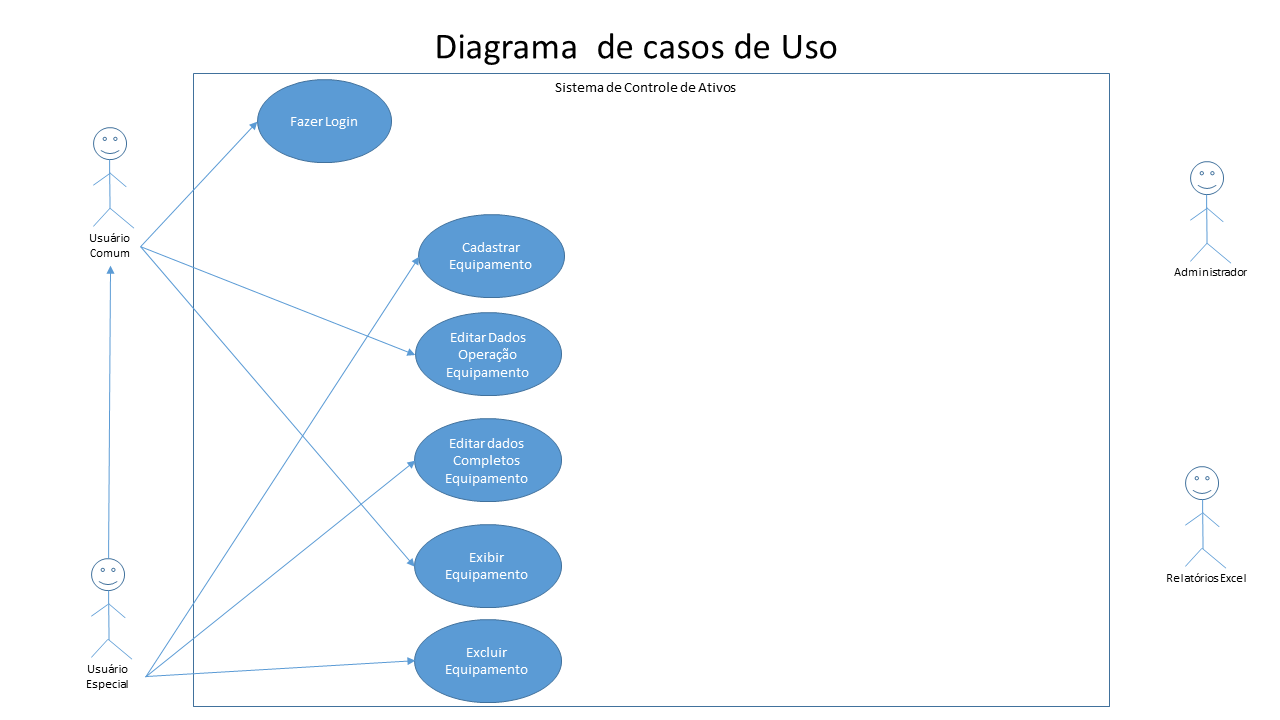 Diagrama  de casos de Uso
Sistema de Controle de Ativos
Fazer Login
Usuário
Comum
Cadastrar
Equipamento
Administrador
Editar Dados
Operação
Equipamento
Editar dados
Completos
Equipamento
Exibir
Equipamento
Relatórios Excel
Usuário
Especial
Excluir
Equipamento